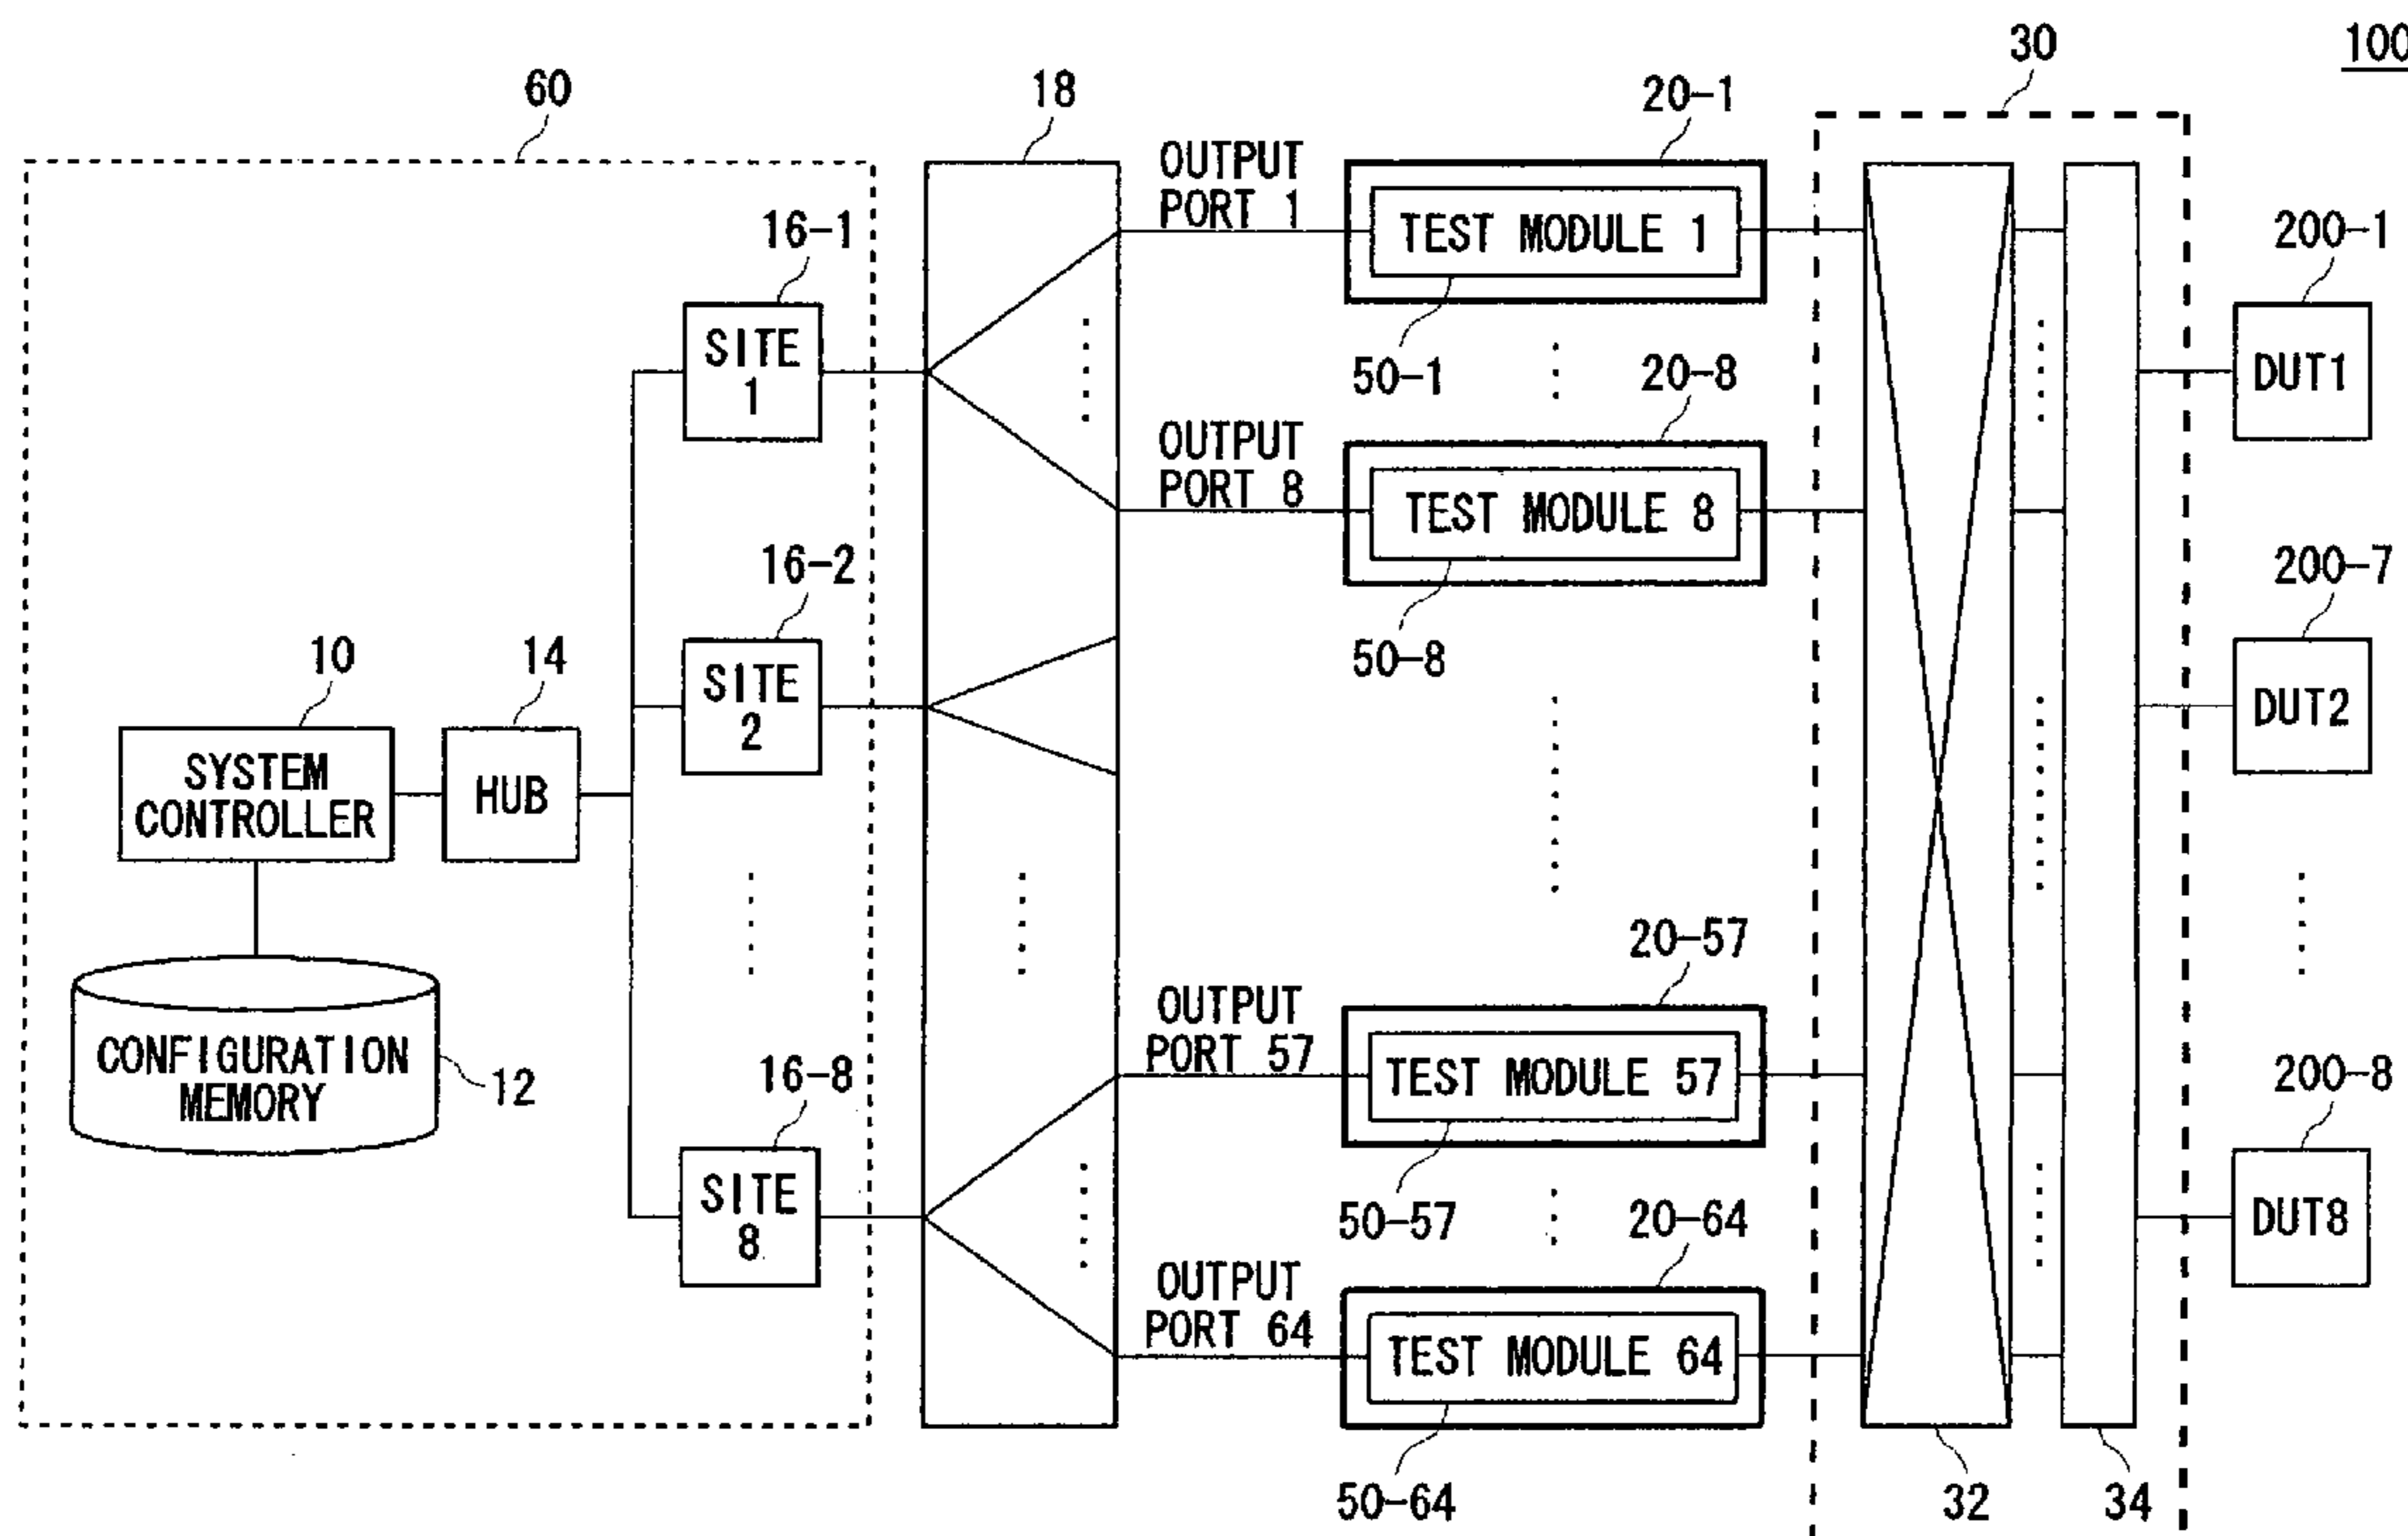 100
30
60
18
20-1
OUTPUT
PORT 1
TEST MODULE 1
16-1
200-1
SITE
1
50-1
20-8
DUT1
OUTPUT
PORT 8
TEST MODULE 8
16-2
200-7
10
14
50-8
SITE
2
DUT2
SYSTEM
CONTROLLER
HUB
20-57
OUTPUT
PORT 57
CONFIGURATION
MEMORY
12
16-8
TEST MODULE 57
200-8
SITE
8
50-57
20-64
DUT8
OUTPUT
PORT 64
TEST MODULE 64
50-64
32
34